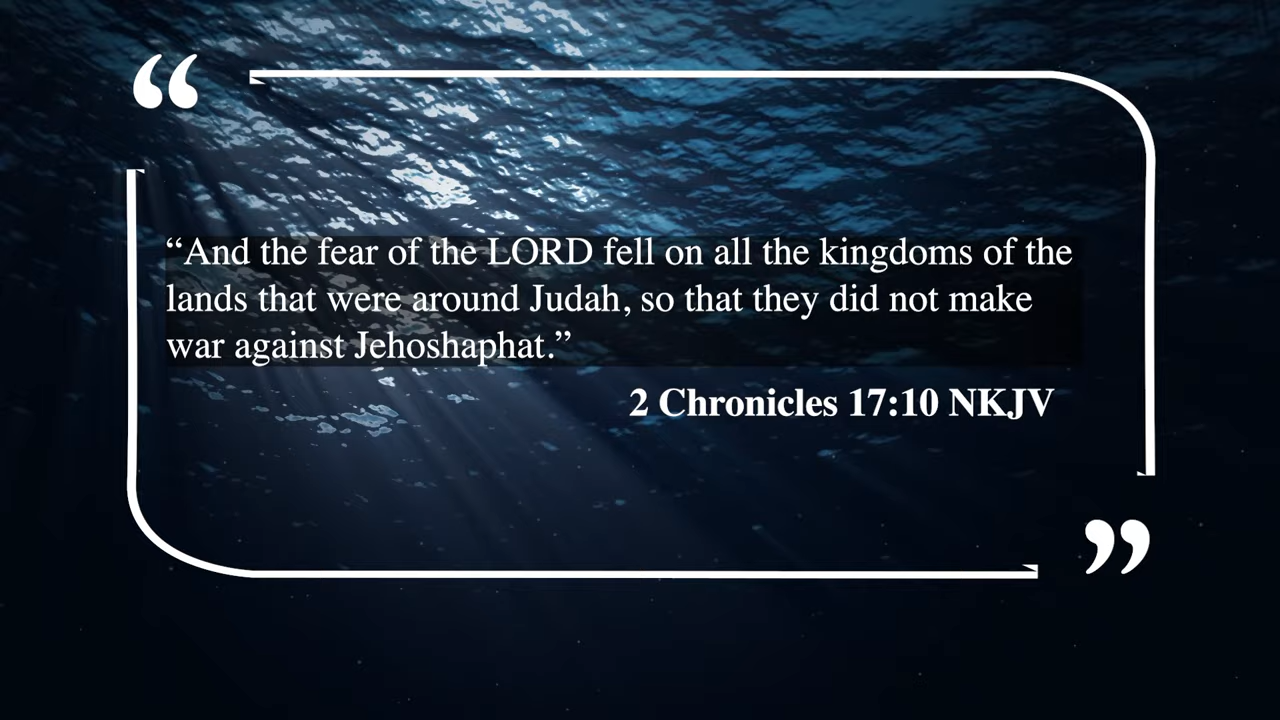 “And the fear of the LORD fell on all the kingdoms of the
lands that were around Judah, so that they did not make
war against Jehoshaphat.”
2 Chronicles 17:10 NKJV